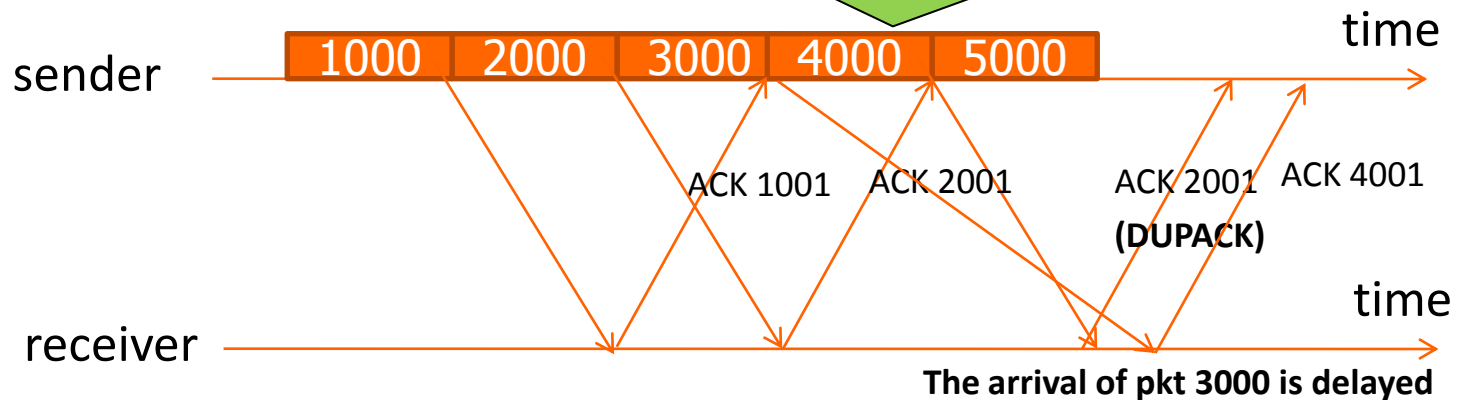 time
1000 2000 3000 4000 5000
sender
ACK 1001 ACK 2001 ACK 2001 ACK 4001
(DUPACK)
time
receiver
The arrival of pkt 3000 is delayed